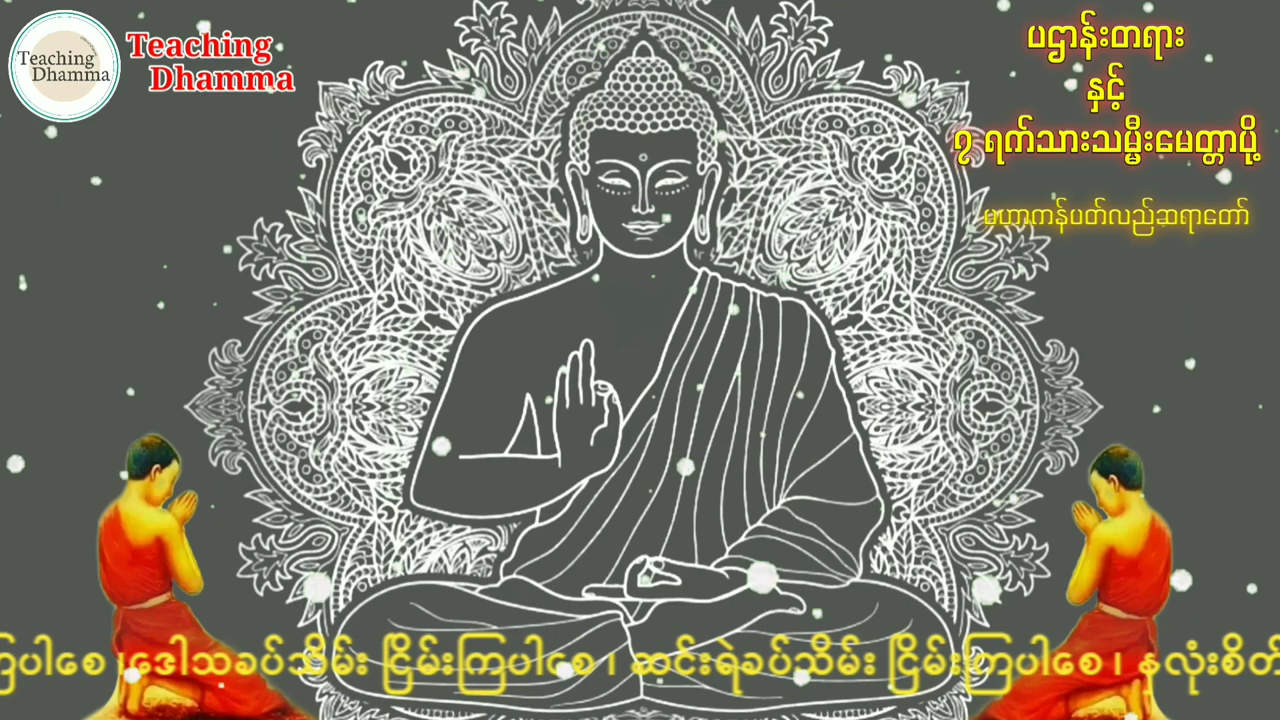 Teaching
Dhamma
Teaching
Dhamma
ပဋ္ဌာန်းတရား
နှင့်
၇ ရက်သားသမ္မီးမေတ္တာပို့
မဟာကန်ပတ်လည်ဆရာတော်
ကြပါစေ ၊ ဒေါသခပ်သိမ်း ငြိမ်းကြပါစေ ၊ ဆင်းရဲခပ်သိမ်း ငြိမ်းကြပါစေ ၊ နှလုံးစိတ်